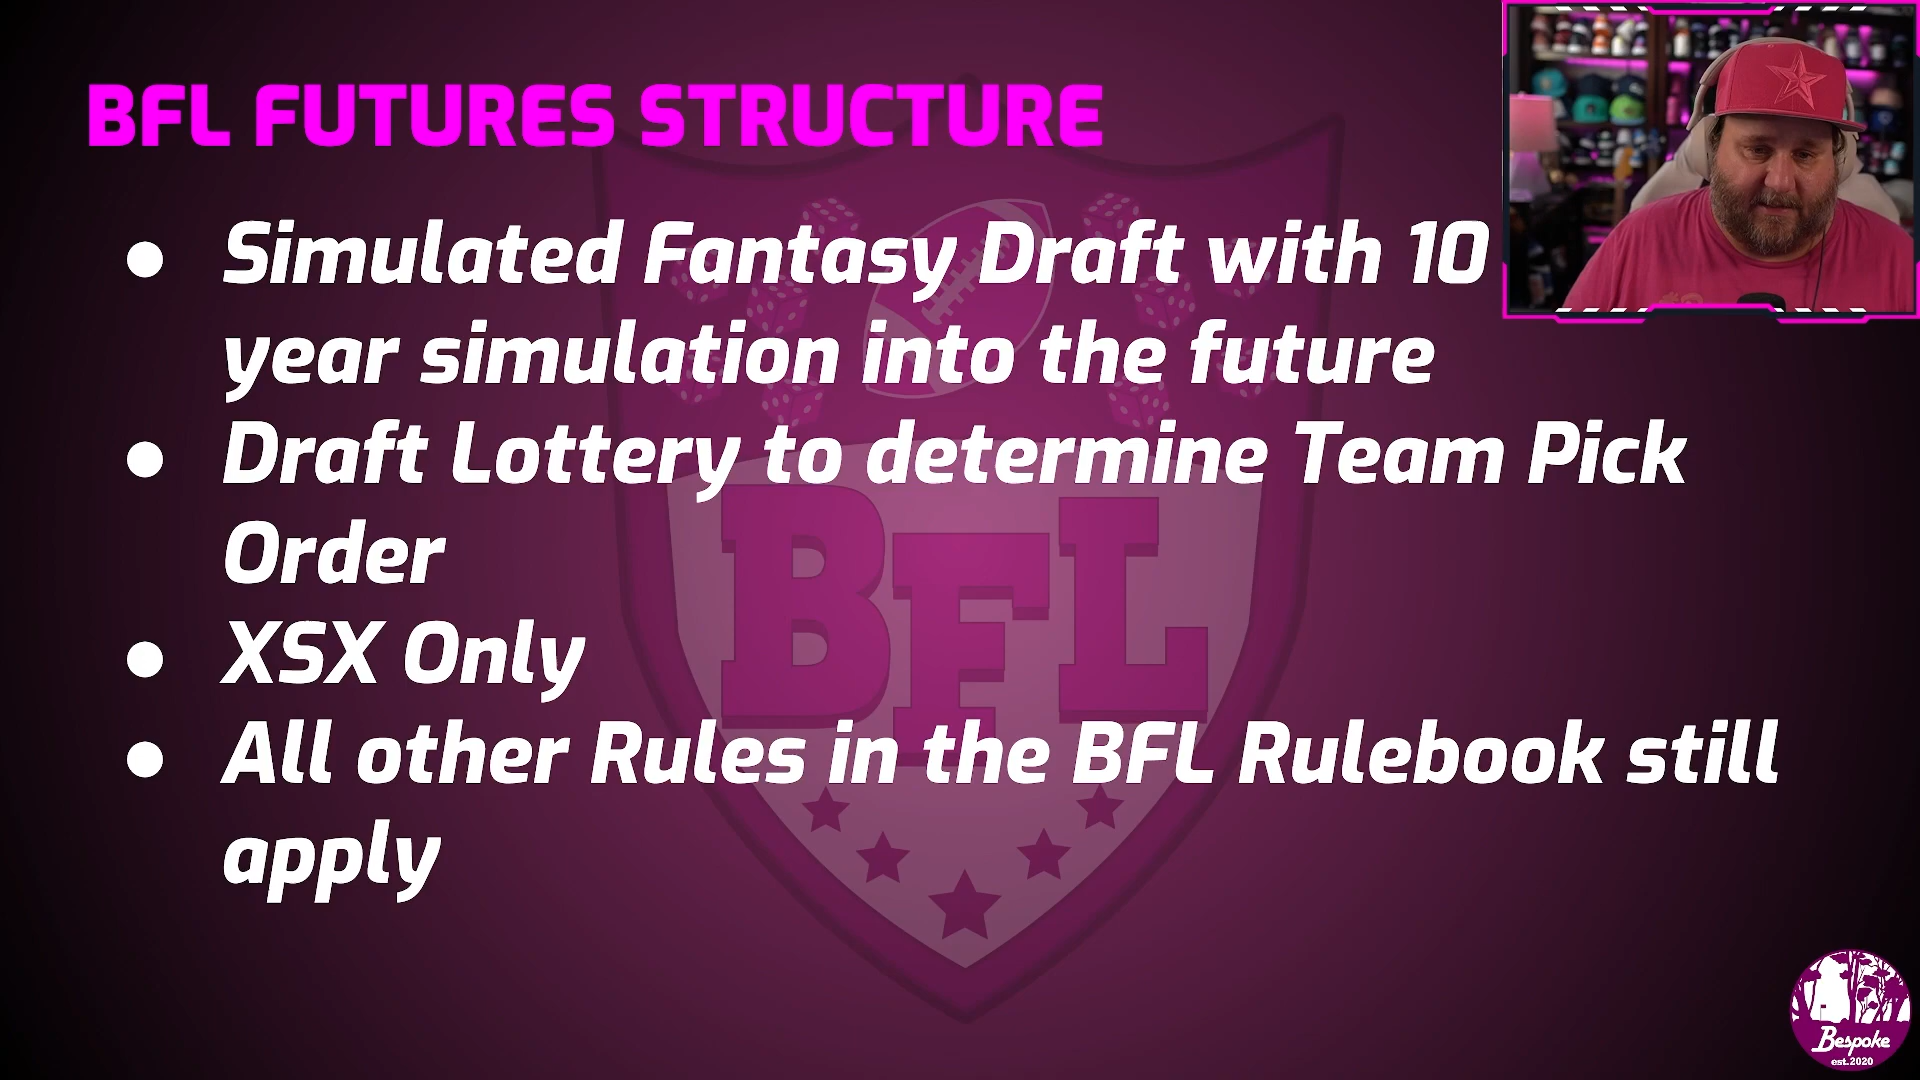 BFL FUTURES STRUCTURE
● Simulated Fantasy Draft with 10
year simulation into the future
● Draft Lottery to determine Team Pick
Order
● XSX Only
● All other Rules in the BFL Rulebook still
apply
BFL
Bespoke
est.2020